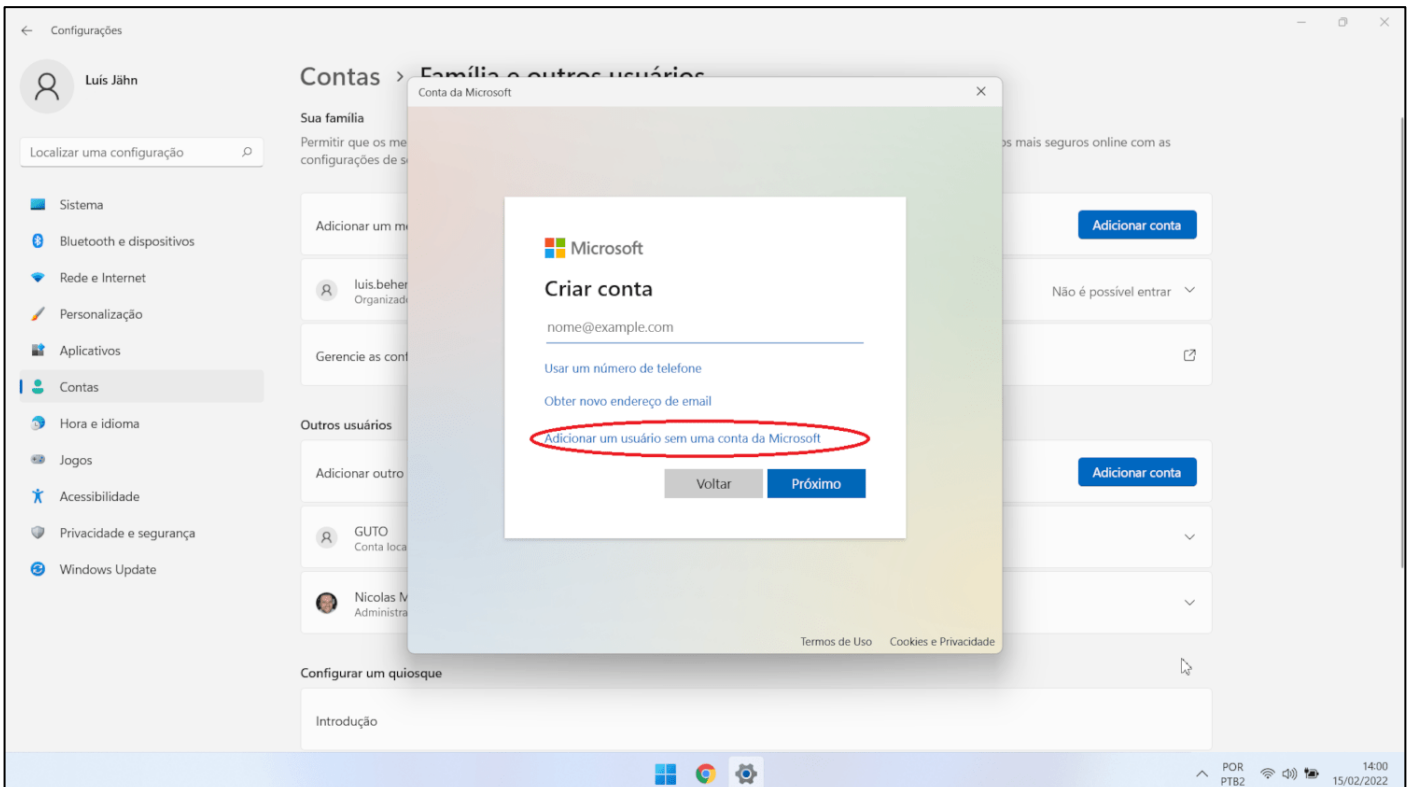 Configurações
Luís Jähn
Localizar uma configuração
Sistema
Bluetooth e dispositivos
Rede e Internet
Personalização
Aplicativos
Contas
Hora e idioma
Jogos
Acessibilidade
Privacidade e segurança
Windows Update
Contas > Família e outros usuários
Sua família
Permitir que os me
os mais seguros online com as
configurações de s
Adicionar um m
Adicionar conta
luis.beher
Organizad
Não é possível entrar
Gerencie as conf
Outros usuários
Adicionar outro
Adicionar conta
GUTO
Conta loca
Nicolas M
Administra
Configurar um quiosque
Introdução
Conta da Microsoft
Microsoft
Criar conta
nome@example.com
Usar um número de telefone
Obter novo endereço de email
Adicionar um usuário sem uma conta da Microsoft
Voltar
Próximo
Termos de Uso
Cookies e Privacidade
POR
PTB2
14:00
15/02/2022